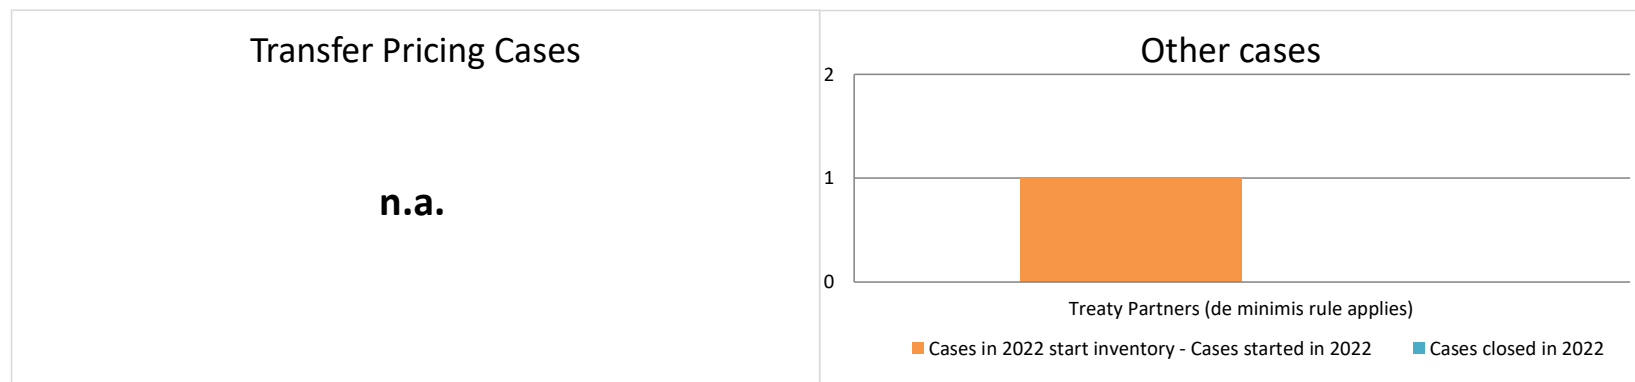 Transfer Pricing Cases
n.a.
Other cases
2
1
0
Treaty Partners (de minimis rule applies)
Cases in 2022 start inventory - Cases started in 2022
Cases closed in 2022